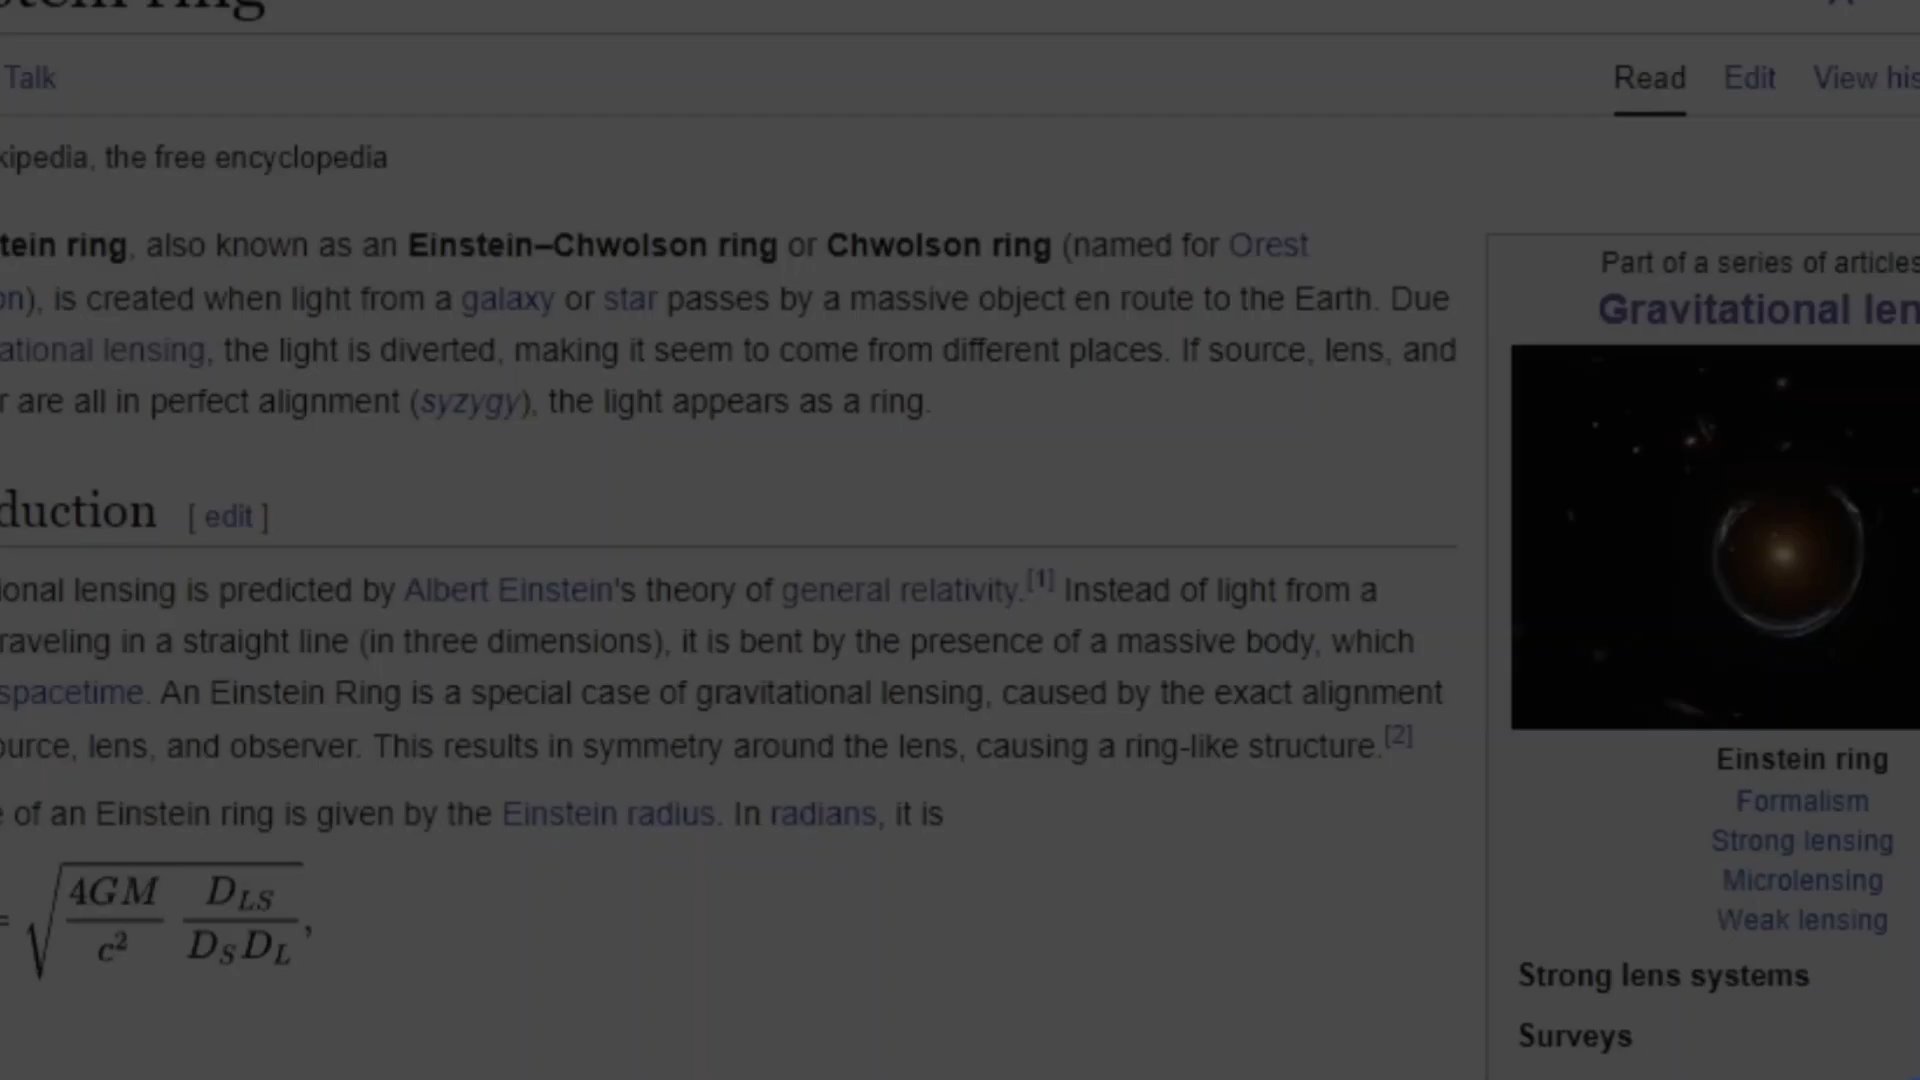 stein ring
Talk
Read Edit View his
kipedia, the free encyclopedia
tein ring, also known as an Einstein–Chwolson ring or Chwolson ring (named for Orest
on), is created when light from a galaxy or star passes by a massive object en route to the Earth. Due
ational lensing, the light is diverted, making it seem to come from different places. If source, lens, and
r are all in perfect alignment (syzygy), the light appears as a ring.
duction [ edit ]
ional lensing is predicted by Albert Einstein's theory of general relativity.[1] Instead of light from a
raveling in a straight line (in three dimensions), it is bent by the presence of a massive body, which
spacetime. An Einstein Ring is a special case of gravitational lensing, caused by the exact alignment
ource, lens, and observer. This results in symmetry around the lens, causing a ring-like structure.[2]
e of an Einstein ring is given by the Einstein radius. In radians, it is
= √(4GM/c² D_LS/D_S D_L),
Part of a series of articles
Gravitational len
Einstein ring
Formalism
Strong lensing
Microlensing
Weak lensing
Strong lens systems
Surveys